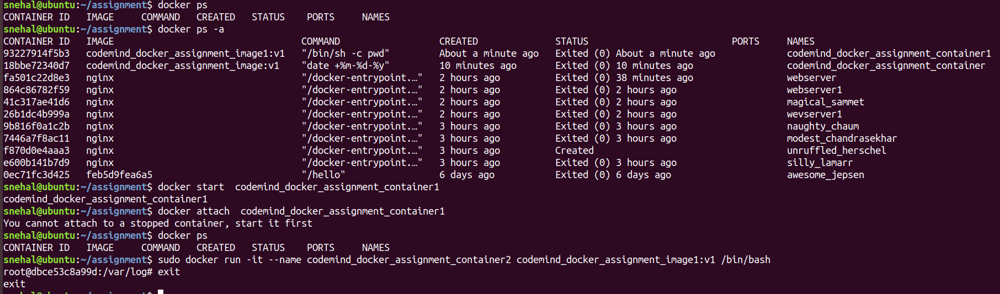 snehal@ubuntu:~/assignment$ docker ps
CONTAINER ID   IMAGE     COMMAND   CREATED   STATUS    PORTS     NAMES
snehal@ubuntu:~/assignment$ docker ps -a
CONTAINER ID   IMAGE                                  COMMAND                  CREATED              STATUS                          PORTS     NAMES
93227914f5b3   codemind_docker_assignment_image1:v1   "/bin/sh -c pwd"         About a minute ago   Exited (0) About a minute ago             codemind_docker_assignment_container1
18bbe72340d7   codemind_docker_assignment_image:v1    "date +%m-%d-%y"         10 minutes ago       Exited (0) 10 minutes ago                 codemind_docker_assignment_container
fa501c22d8e3   nginx                                  "/docker-entrypoint.…"   2 hours ago          Exited (0) 38 minutes ago                 webserver
864c86782f59   nginx                                  "/docker-entrypoint.…"   2 hours ago          Exited (0) 2 hours ago                    webserver1
41c317ae41d6   nginx                                  "/docker-entrypoint.…"   2 hours ago          Exited (0) 2 hours ago                    magical_sammet
26b1dc4b999a   nginx                                  "/docker-entrypoint.…"   2 hours ago          Exited (0) 2 hours ago                    wevserver1
9b816f0a1c2b   nginx                                  "/docker-entrypoint.…"   3 hours ago          Exited (0) 3 hours ago                    naughty_chaum
7446a7f8ac11   nginx                                  "/docker-entrypoint.…"   3 hours ago          Exited (0) 3 hours ago                    modest_chandrasekhar
f870d0e4aaa3   nginx                                  "/docker-entrypoint.…"   3 hours ago          Created                                   unruffled_herschel
e600b141b7d9   nginx                                  "/docker-entrypoint.…"   3 hours ago          Exited (0) 3 hours ago                    silly_lamarr
0ec71fc3d425   feb5d9fea6a5                           "/hello"                 6 days ago           Exited (0) 6 days ago                     awesome_jepsen
snehal@ubuntu:~/assignment$ docker start  codemind_docker_assignment_container1
codemind_docker_assignment_container1
snehal@ubuntu:~/assignment$ docker attach  codemind_docker_assignment_container1
You cannot attach to a stopped container, start it first
snehal@ubuntu:~/assignment$ docker ps
CONTAINER ID   IMAGE     COMMAND   CREATED   STATUS    PORTS     NAMES
snehal@ubuntu:~/assignment$ sudo docker run -it --name codemind_docker_assignment_container2 codemind_docker_assignment_image1:v1 /bin/bash
root@dbce53c8a99d:/var/log# exit
exit
snehal@ubuntu:~/assignment$